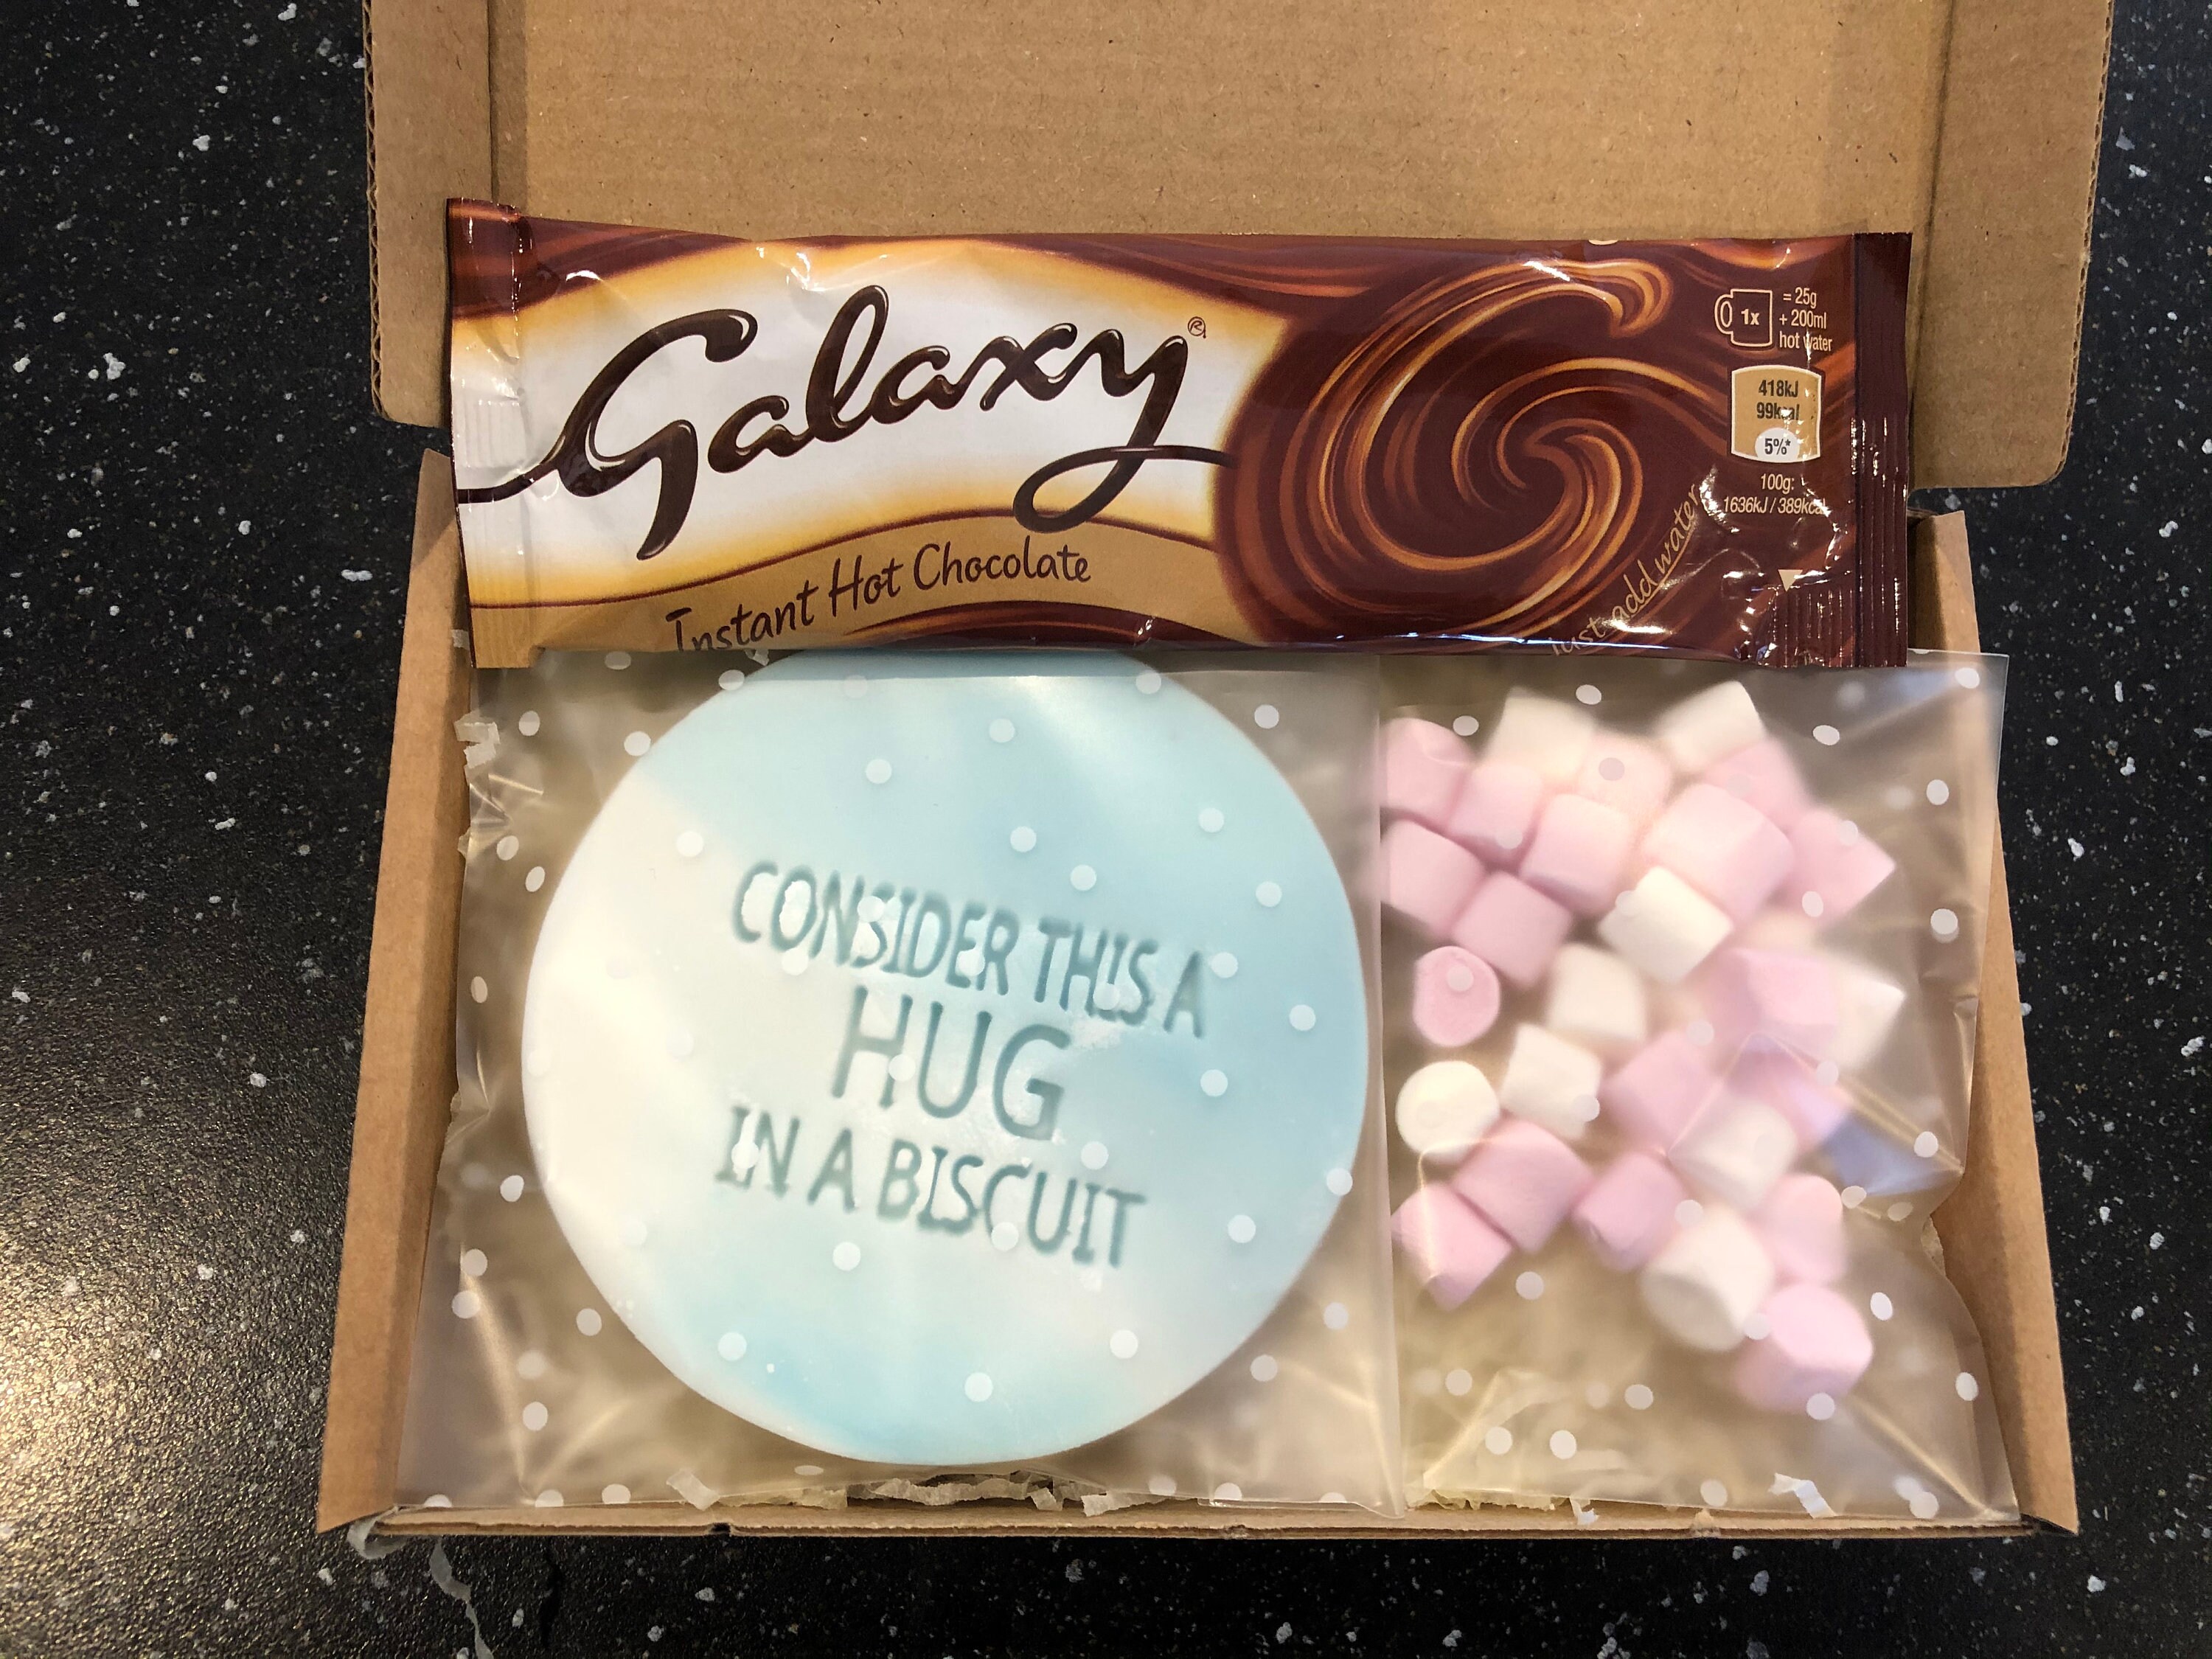 Galaxy®
Instant Hot Chocolate
1x
= 25g
+ 200ml
hot water
418kJ
99kcal
5%*
100g:
1636kJ / 389kcal
Just add water
CONSIDER THIS A
HUG
IN A BISCUIT